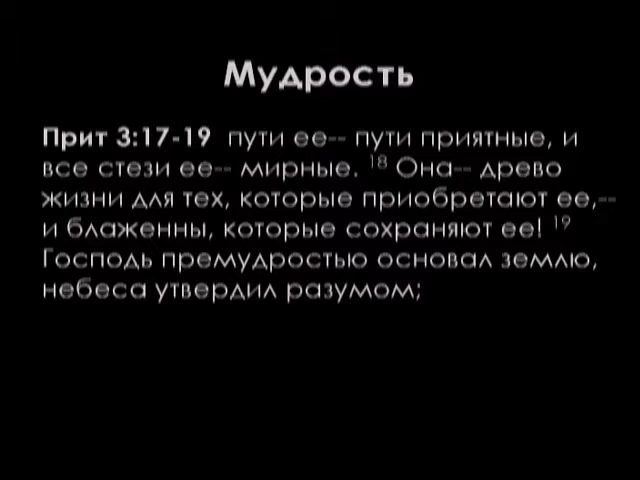 Мудрость
Прит 3:17-19 пути ее-- пути приятные, и
все стези ее-- мирные. 18 Она-- древо
жизни для тех, которые приобретают ее,--
и блаженны, которые сохраняют ее! 19
Господь премудростью основал землю,
небеса утвердил разумом;